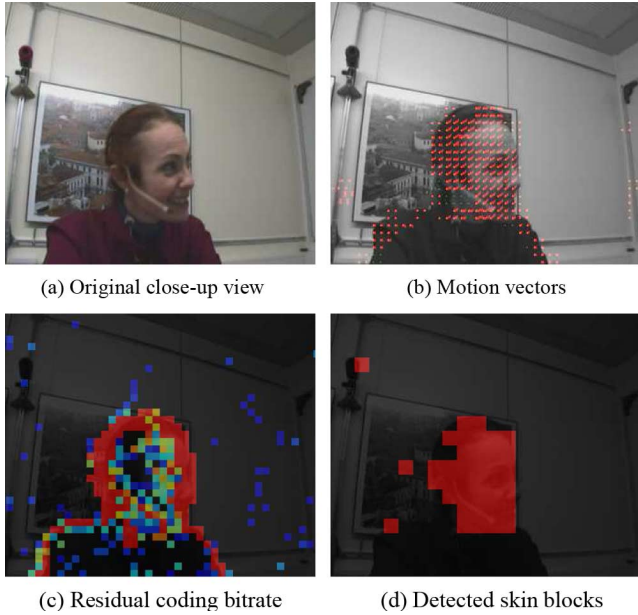 (a) Original close-up view
(b) Motion vectors
(c) Residual coding bitrate
(d) Detected skin blocks